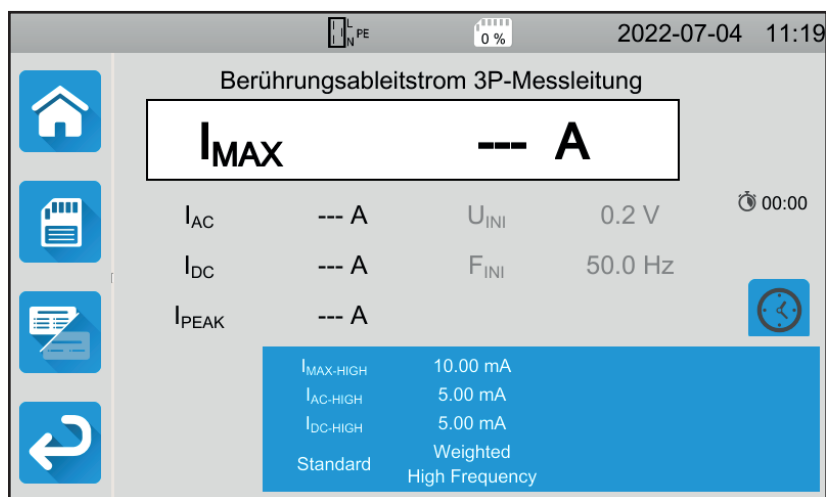 L
N PE
0 %
2022-07-04 11:19
Berührungsableitstrom 3P-Messleitung
IMAX --- A
IAC --- A UINI 0.2 V
00:00
IDC --- A FINI 50.0 Hz
IPEAK --- A
IMAX-HIGH 10.00 mA
IAC-HIGH 5.00 mA
IDC-HIGH 5.00 mA
Standard Weighted
High Frequency